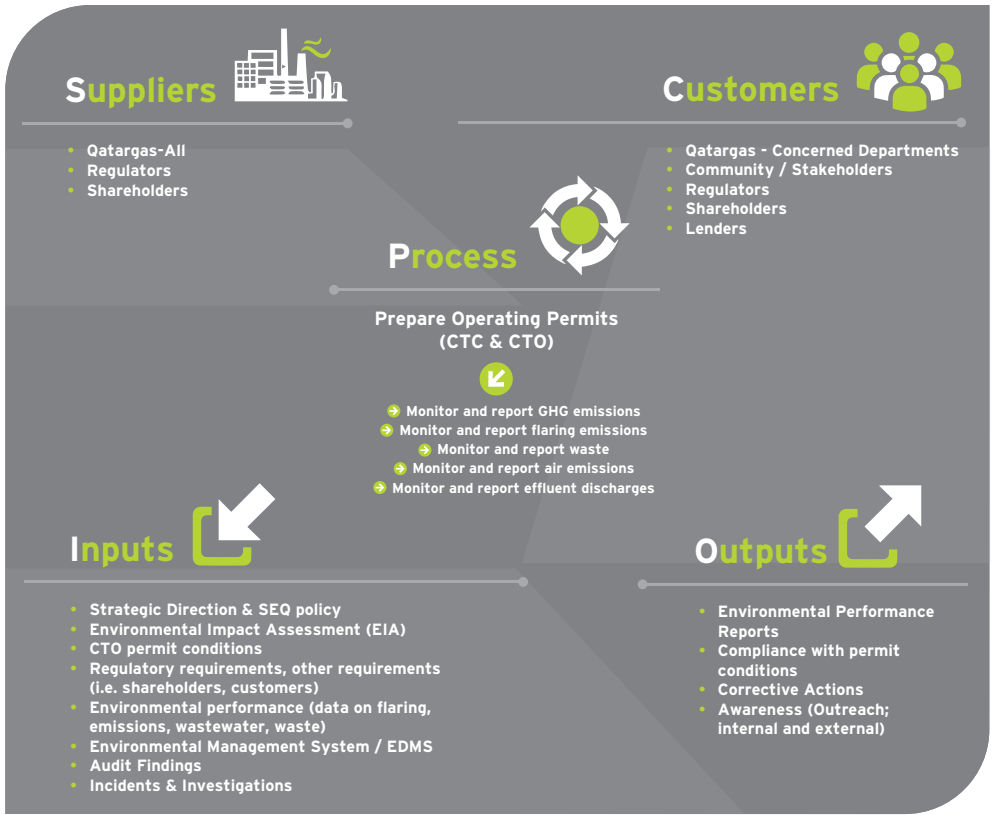 Suppliers
• Qatargas-All
• Regulators
• Shareholders
Customers
• Qatargas - Concerned Departments
• Community / Stakeholders
• Regulators
• Shareholders
• Lenders
Process
Prepare Operating Permits
(CTC & CTO)
Monitor and report GHG emissions
Monitor and report flaring emissions
Monitor and report waste
Monitor and report air emissions
Monitor and report effluent discharges
Inputs
• Strategic Direction & SEQ policy
• Environmental Impact Assessment (EIA)
• CTO permit conditions
• Regulatory requirements, other requirements
(i.e. shareholders, customers)
• Environmental performance (data on flaring,
emissions, wastewater, waste)
• Environmental Management System / EDMS
• Audit Findings
• Incidents & Investigations
Outputs
• Environmental Performance
Reports
• Compliance with permit
conditions
• Corrective Actions
• Awareness (Outreach;
internal and external)